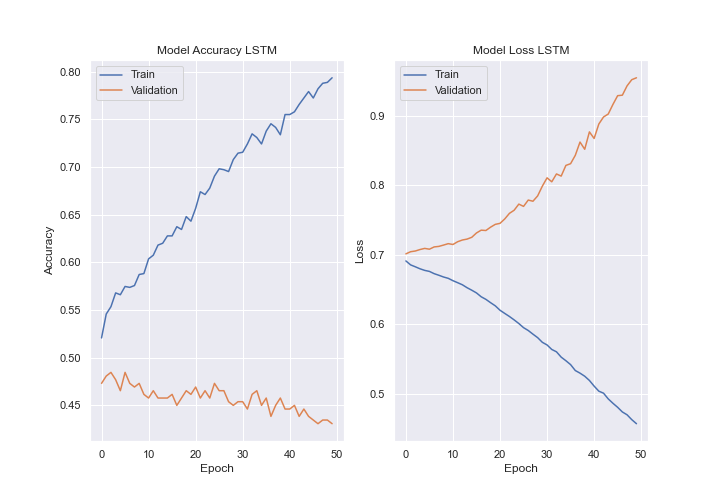 Model Accuracy LSTM
Train
Validation
0.80
0.75
0.70
0.65
0.60
0.55
0.50
0.45
Accuracy
0 10 20 30 40 50
Epoch
Model Loss LSTM
Train
Validation
0.9
0.8
0.7
0.6
0.5
Loss
0 10 20 30 40 50
Epoch